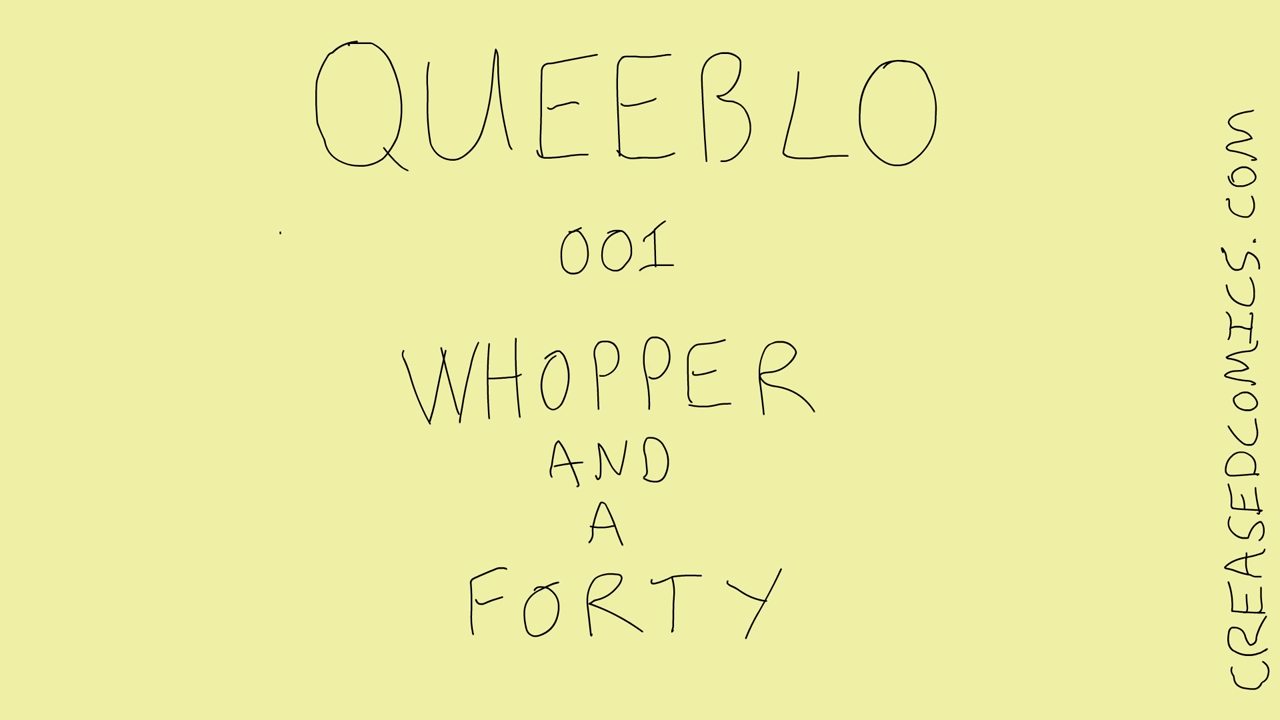 QUEEBLO
001
WHOPPER
AND
A
FORTY
CREASEDCOMICS.COM